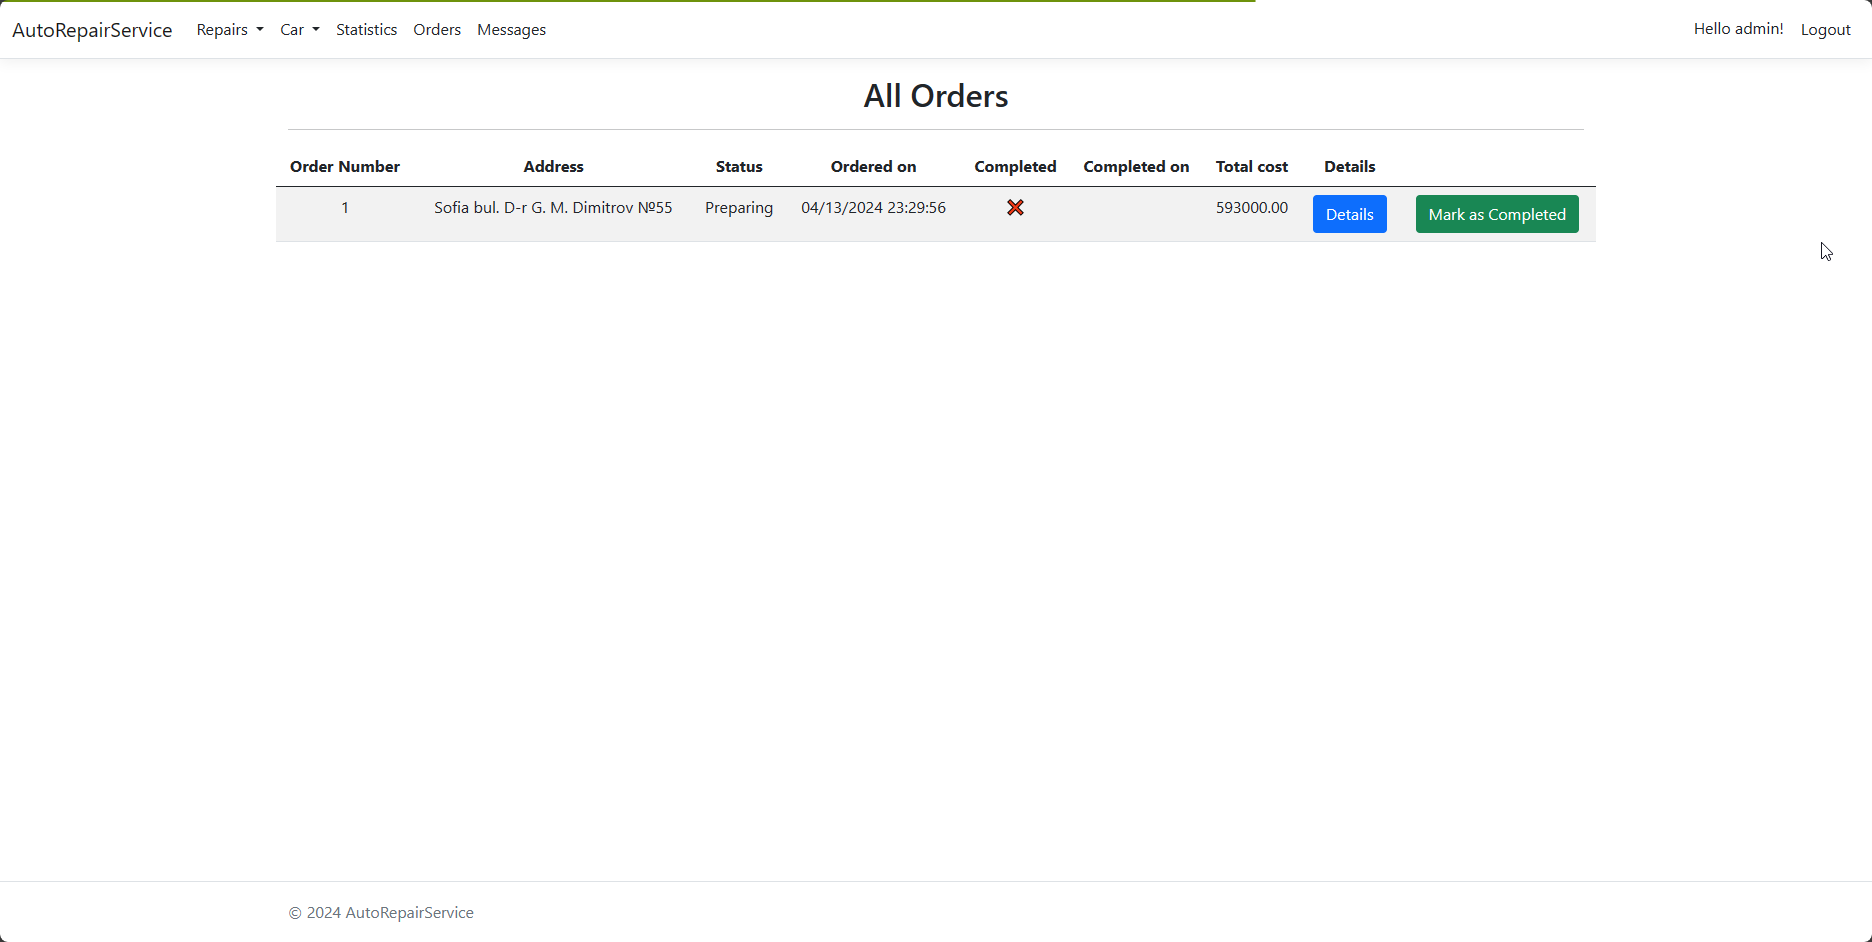 AutoRepairService Repairs Car Statistics Orders Messages Hello admin! Logout
All Orders
Order Number Address Status Ordered on Completed Completed on Total cost Details
1 Sofia bul. D-r G. M. Dimitrov №55 Preparing 04/13/2024 23:29:56 593000.00 Details Mark as Completed
© 2024 AutoRepairService